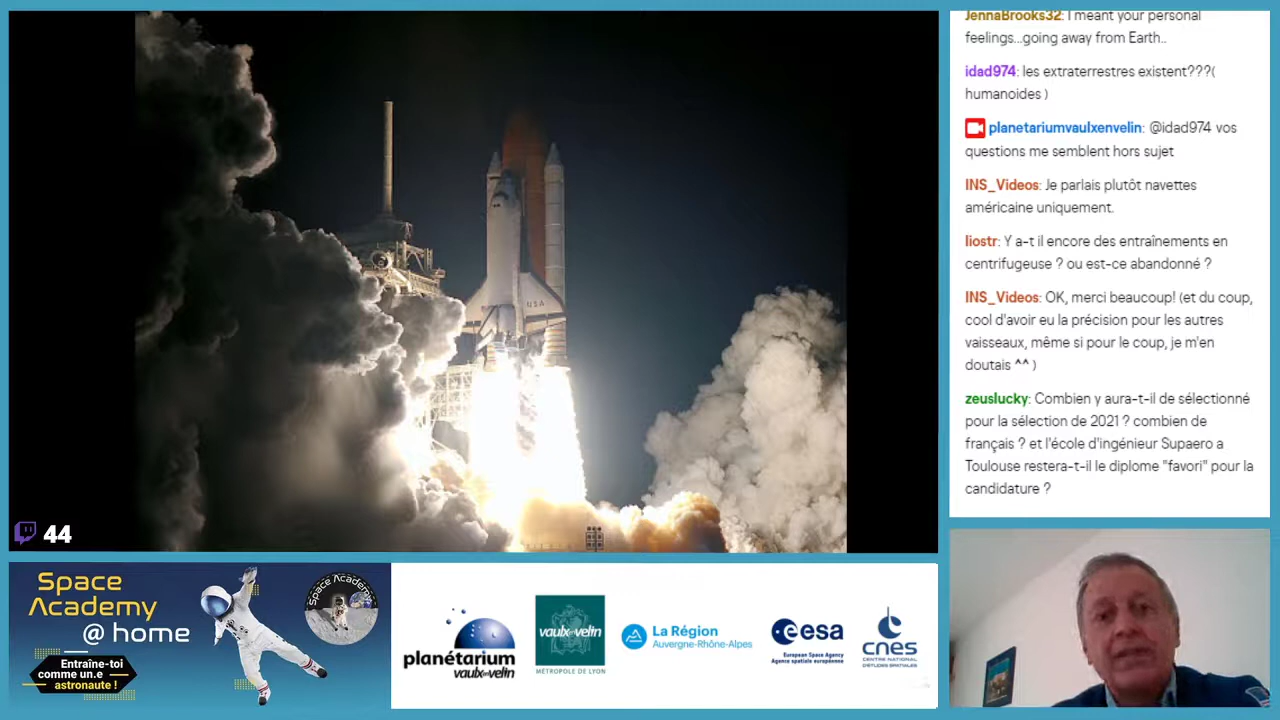 USA
44
JennaBrooks32: I meant your personal
feelings...going away from Earth..
idad974: les extraterrestres existent???(
humanoides )
planetariumvaulxenvelin: @idad974 vos
questions me semblent hors sujet
INS_Videos: Je parlais plutôt navettes
américaine uniquement.
liostr: Y a-t il encore des entraînements en
centrifugeuse ? ou est-ce abandonné ?
INS_Videos: OK, merci beaucoup! (et du coup,
cool d'avoir eu la précision pour les autres
vaisseaux, même si pour le coup, je m'en
doutais ^^ )
zeuslucky: Combien y aura-t-il de sélectionné
pour la sélection de 2021 ? combien de
français ? et l'école d'ingénieur Supaero a
Toulouse restera-t-il le diplome "favori" pour la
candidature ?
Space
Academy
@ home
Entraîne-toi
comme un.e
astronaute !
Space Academy
planétarium
vaulxenvelin
vaulxenvelin
MÉTROPOLE DE LYON
La Région
Auvergne-Rhône-Alpes
esa
European Space Agency
Agence spatiale européenne
cnes
CENTRE NATIONAL
D'ÉTUDES SPATIALES